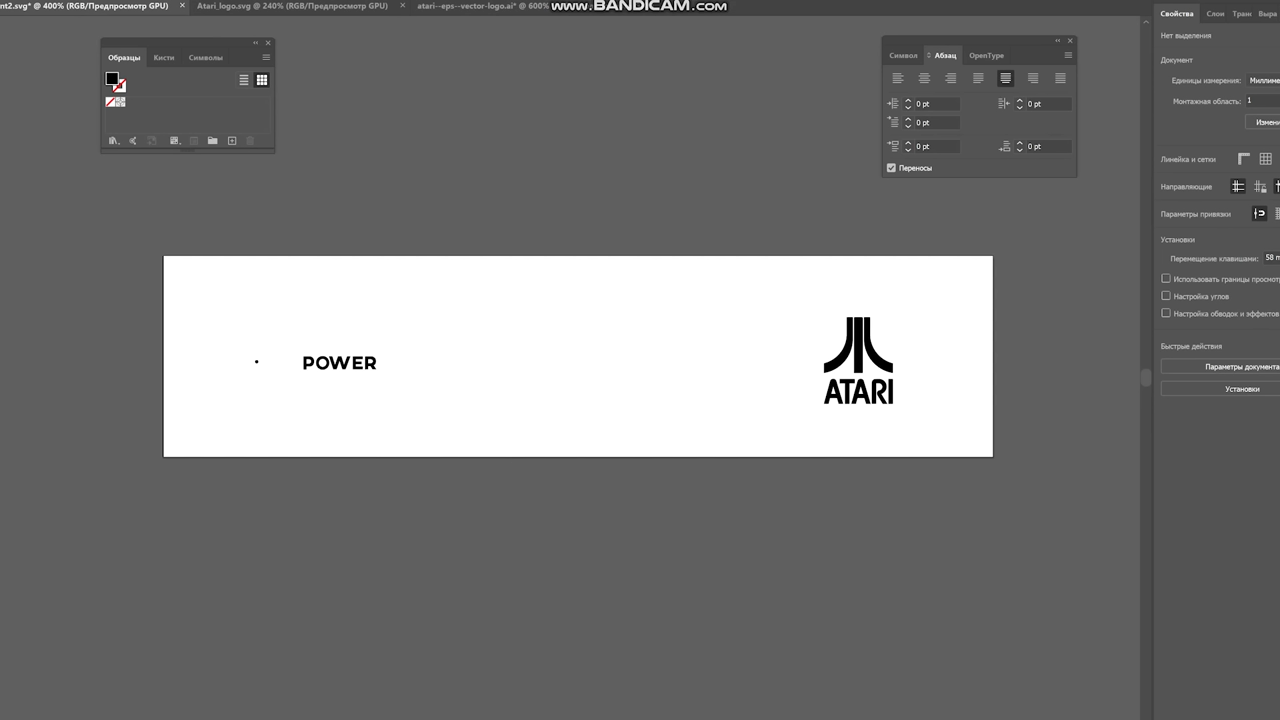 nt2.svg* @ 400% (RGB/Предпросмотр GPU) ×
Atari_logo.svg @ 240% (RGB/Предпросмотр GPU) ×
atari--eps--vector-logo.ai* @ 600%
WWW.BANDICAM.COM
Свойства Слои Тран Выра
Образцы Кисти Символы
Символ Абзац OpenType
0 pt 0 pt
0 pt
0 pt 0 pt
Переносы
Нет выделения
Документ
Единицы измерения: Миллиме
Монтажная область: 1
Измени
Линейка и сетки
Направляющие
Параметры привязки
Установки
Перемещение клавишами: 58 m
Использовать границы просмот
Настройка углов
Настройка обводок и эффектов
Быстрые действия
Параметры документа
Установки
POWER
ATARI